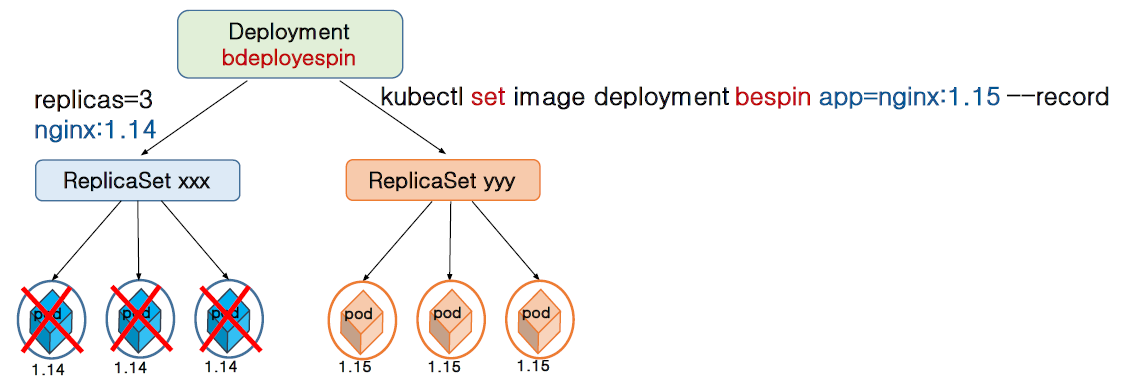 Deployment
bdeployespin
replicas=3
nginx:1.14
kubectl set image deployment bespin app=nginx:1.15 --record
ReplicaSet xxx
ReplicaSet yyy
pod
pod
pod
pod
pod
pod
1.14
1.14
1.14
1.15
1.15
1.15